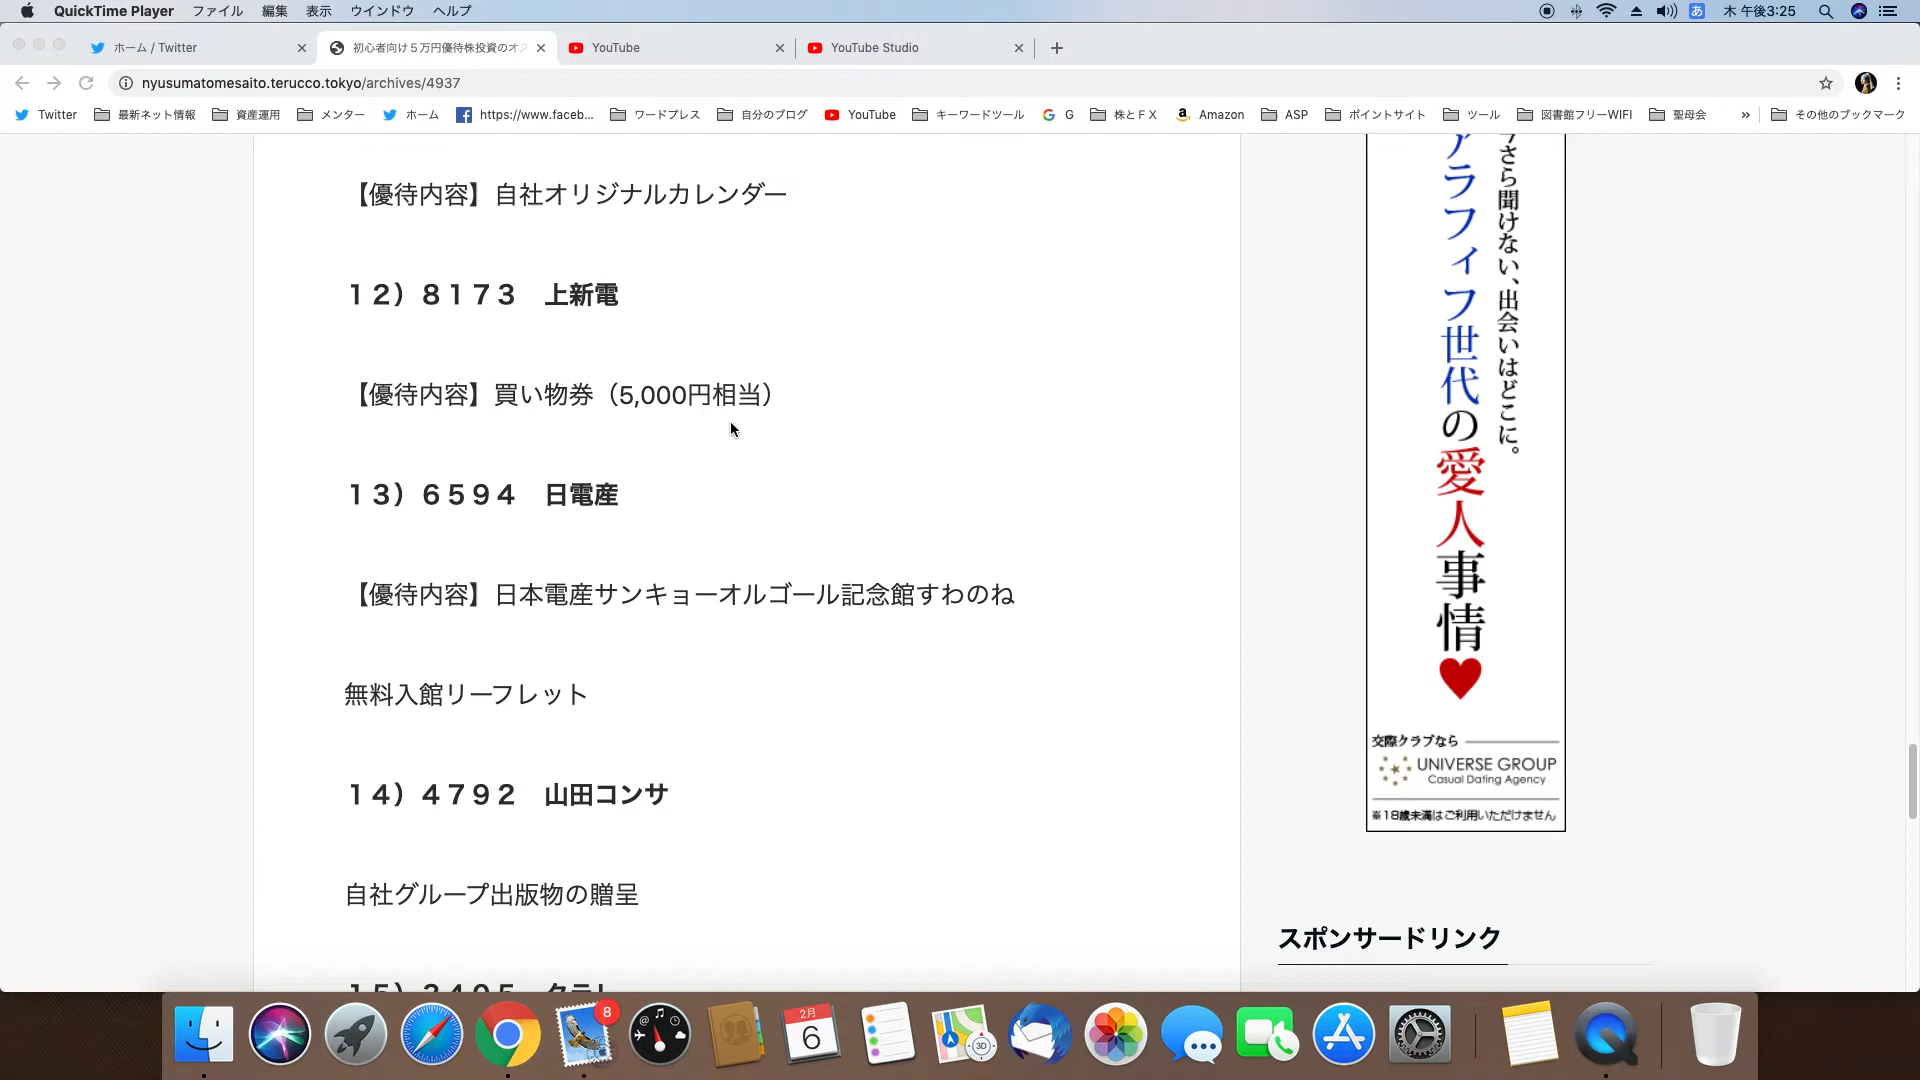 QuickTime Player ファイル 編集 表示 ウインドウ ヘルプ
あ 木 午後3:25
ホーム / Twitter
初心者向け５万円優待株投資のオス
YouTube
YouTube Studio
nyusumatomesaito.terucco.tokyo/archives/4937
Twitter 最新ネット情報 資産運用 メンター ホーム https://www.faceb... ワードプレス 自分のブログ YouTube キーワードツール G 株とＦＸ Amazon ASP ポイントサイト ツール 図書館フリーWIFI 聖母会 » その他のブックマーク
【優待内容】自社オリジナルカレンダー
１２）８１７３　上新電
【優待内容】買い物券（5,000円相当）
１３）６５９４　日電産
【優待内容】日本電産サンキョーオルゴール記念館すわのね
無料入館リーフレット
１４）４７９２　山田コンサ
自社グループ出版物の贈呈
１５）３４０５　クラレ
今さら聞けない、出会いはどこに。
アラフィフ世代の愛人事情
交際クラブなら
UNIVERSE GROUP
Casual Dating Agency
※18歳未満はご利用いただけません
スポンサードリンク
8
2月
6
3D